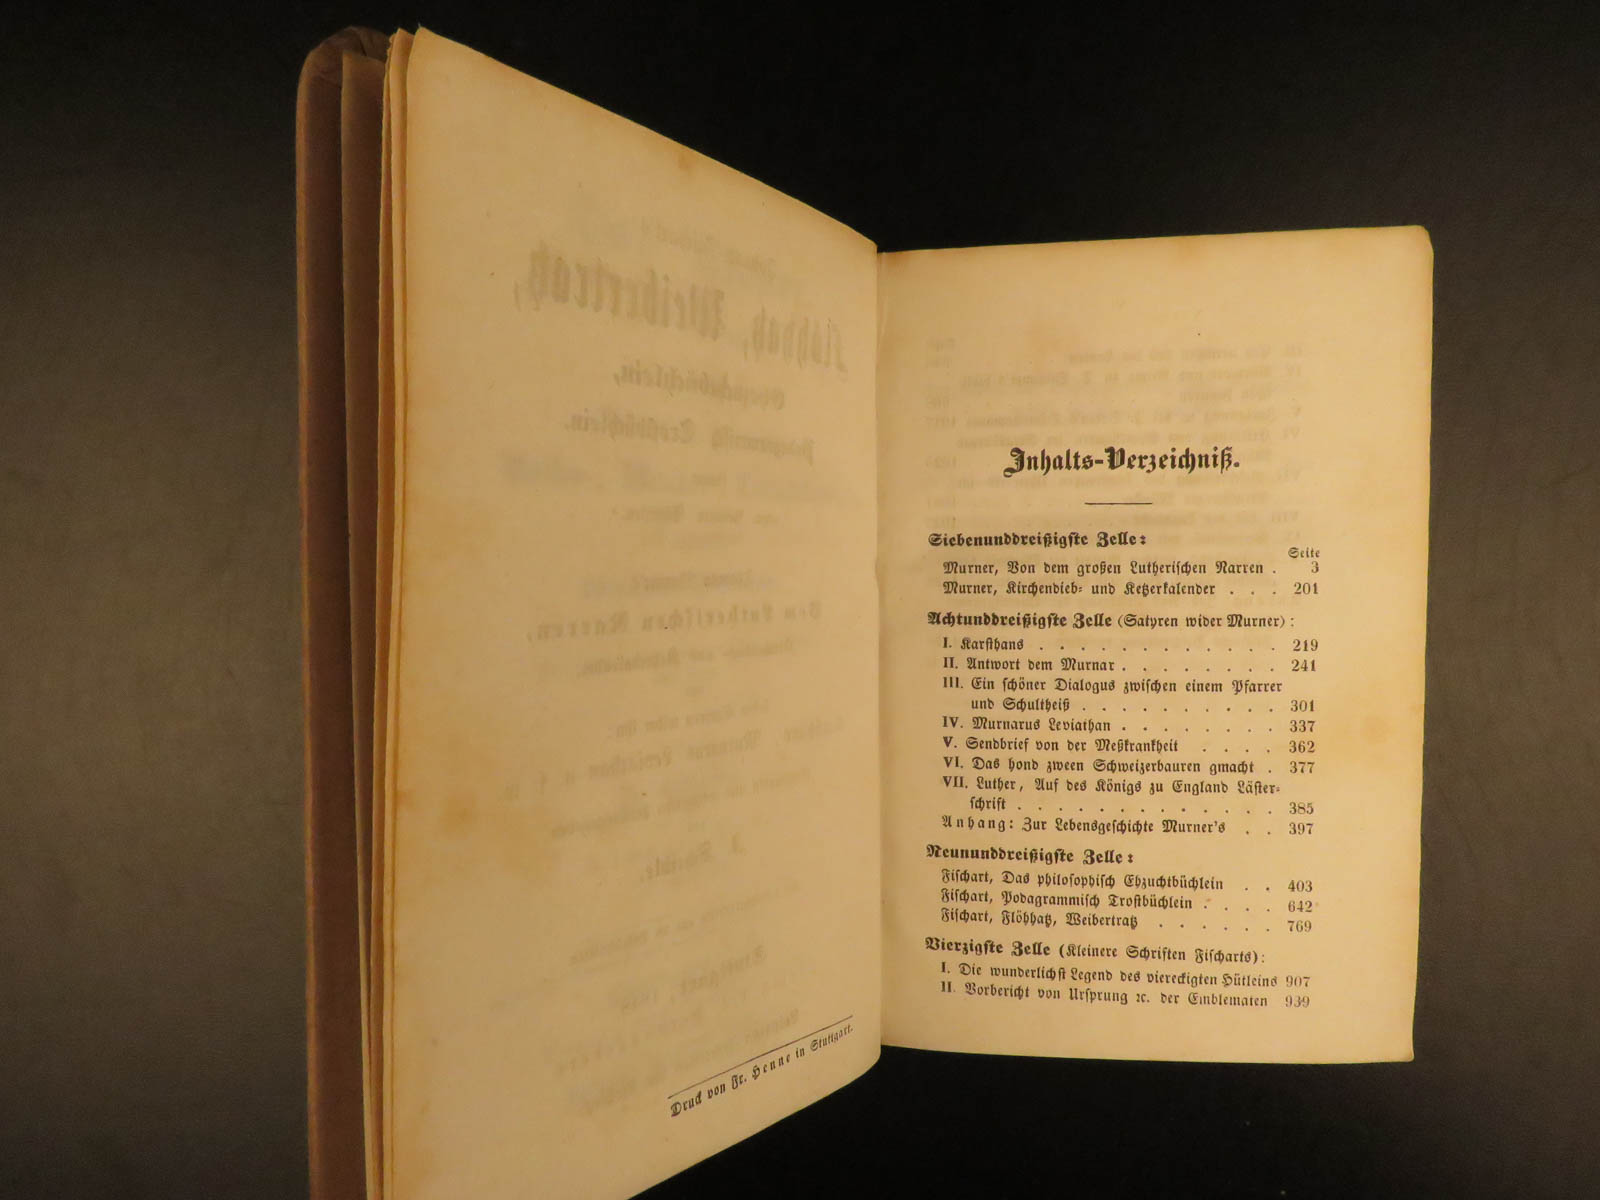 Druck von Fr. Henne in Stuttgart.
Inhalts-Verzeichniß.
Siebenunddreißigste Zelle:
Seite
Murner, Von dem großen Lutherischen Narren . 3
Murner, Kirchendieb- und Ketzerkalender . . . 201
Achtunddreißigste Zelle (Satyren wider Murner):
I. Karsthans . . . . . . . . . . . . 219
II. Antwort dem Murnar . . . . . . . . 241
III. Ein schöner Dialogus zwischen einem Pfarrer
und Schultheiß . . . . . . . . . . 301
IV. Murnarus Leviathan . . . . . . . . 337
V. Sendbrief von der Meßkrankheit . . . . 362
VI. Das hond zween Schweizerbauren gmacht . 377
VII. Luther, Auf des Königs zu England Läster-
schrift . . . . . . . . . . . . . 385
Anhang: Zur Lebensgeschichte Murner's . . 397
Neununddreißigste Zelle:
Fischart, Das philosophisch Ehzuchtbüchlein . . 403
Fischart, Podagrammisch Trostbüchlein . . . . 642
Fischart, Flöhhatz, Weibertratz . . . . . . 769
Vierzigste Zelle (Kleinere Schriften Fischarts):
I. Die wunderlichst Legend des viereckigten Hütleins 907
II. Vorbericht von Ursprung ꝛc. der Emblematen 939